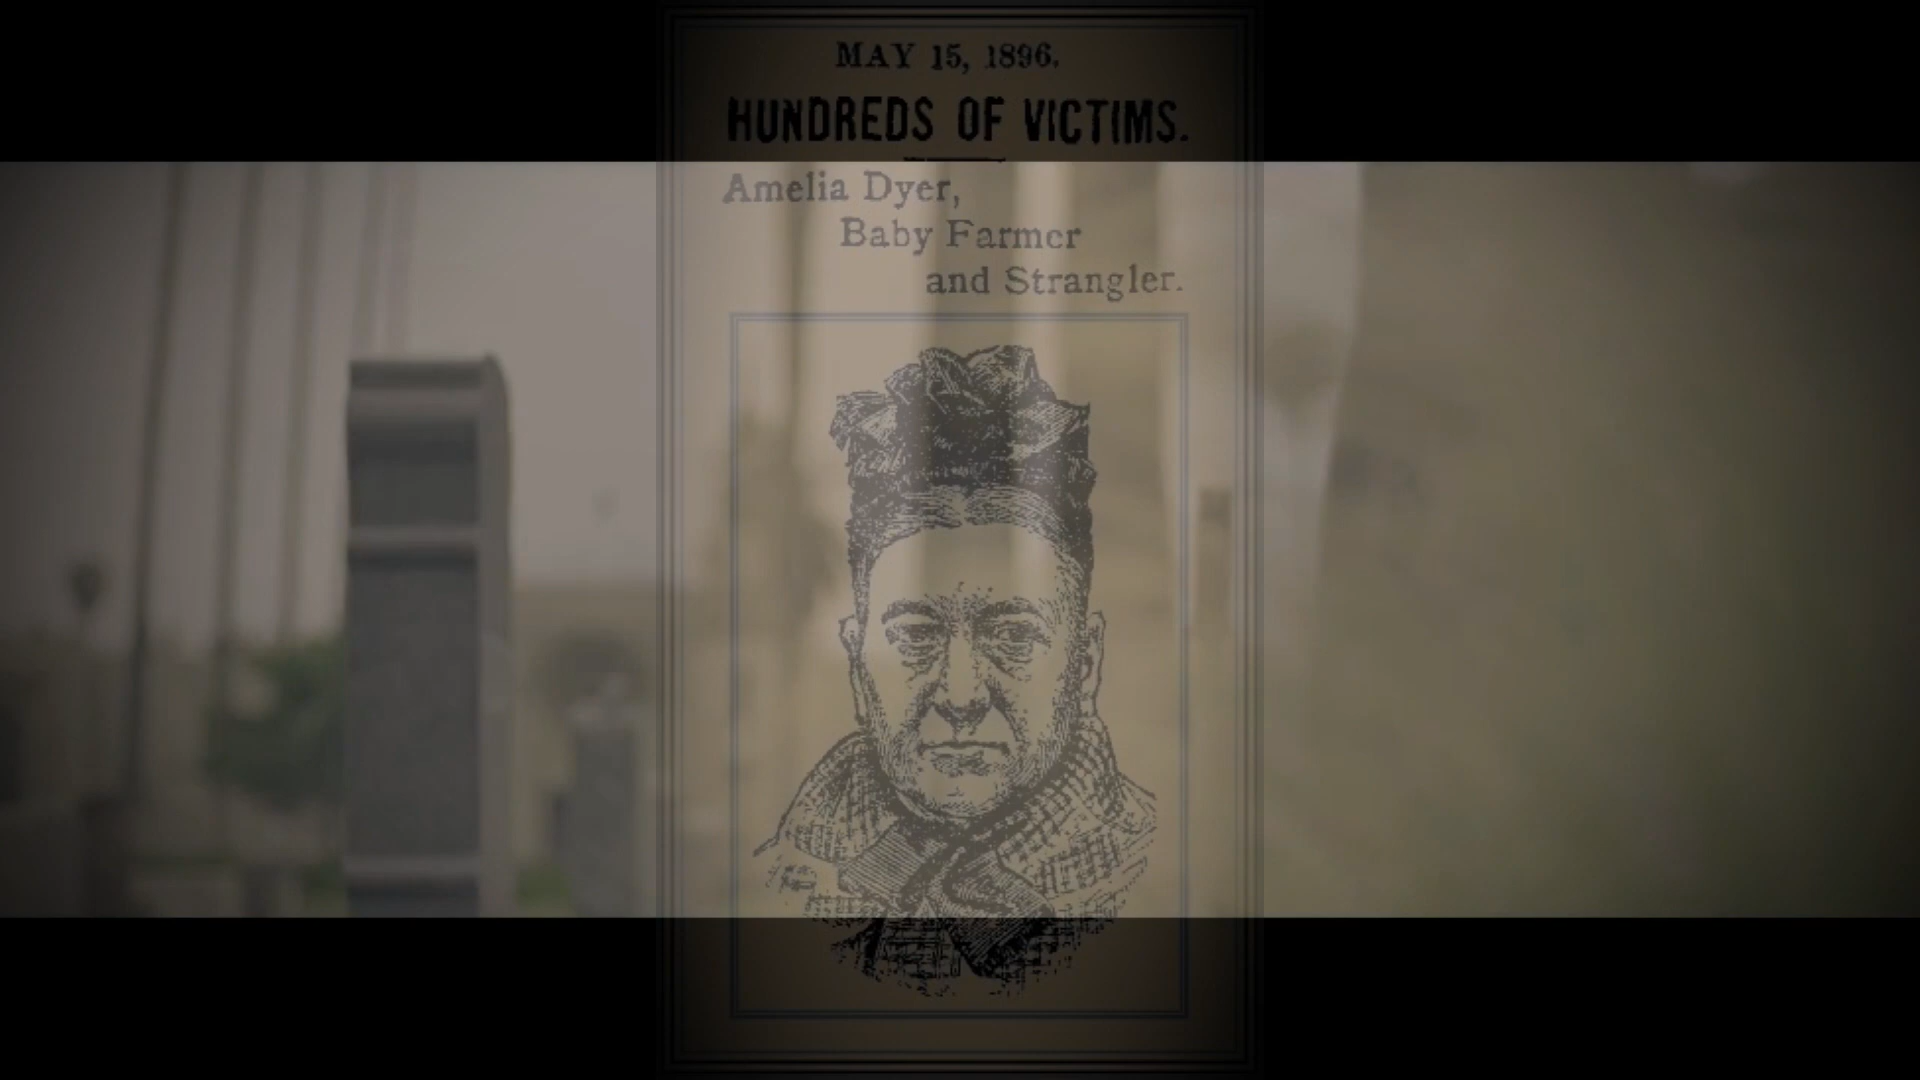 MAY 15, 1896.
HUNDREDS OF VICTIMS.
Amelia Dyer,
Baby Farmer
and Strangler.